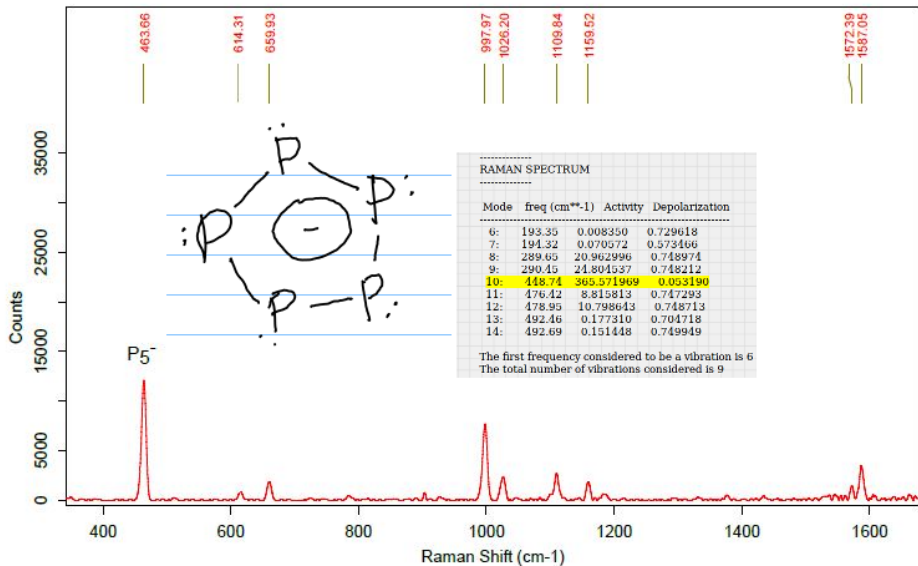 463.66
614.31
659.93
997.97
1026.20
1109.84
1159.52
1572.39
1587.05
35000
25000
15000
5000
0
Counts
P
P
P
P — P
P5-
--------------
RAMAN SPECTRUM
--------------
Mode freq (cm**-1) Activity Depolarization
-------------------------------------------------------------------
6: 193.35 0.008350 0.729618
7: 194.32 0.070572 0.573466
8: 289.65 20.962996 0.748974
9: 290.45 24.804537 0.748212
10: 448.74 365.571969 0.053190
11: 476.42 8.815813 0.747293
12: 478.95 10.798643 0.748713
13: 492.46 0.177310 0.704718
14: 492.69 0.151448 0.749949
The first frequency considered to be a vibration is 6
The total number of vibrations considered is 9
400 600 800 1000 1200 1400 1600
Raman Shift (cm-1)